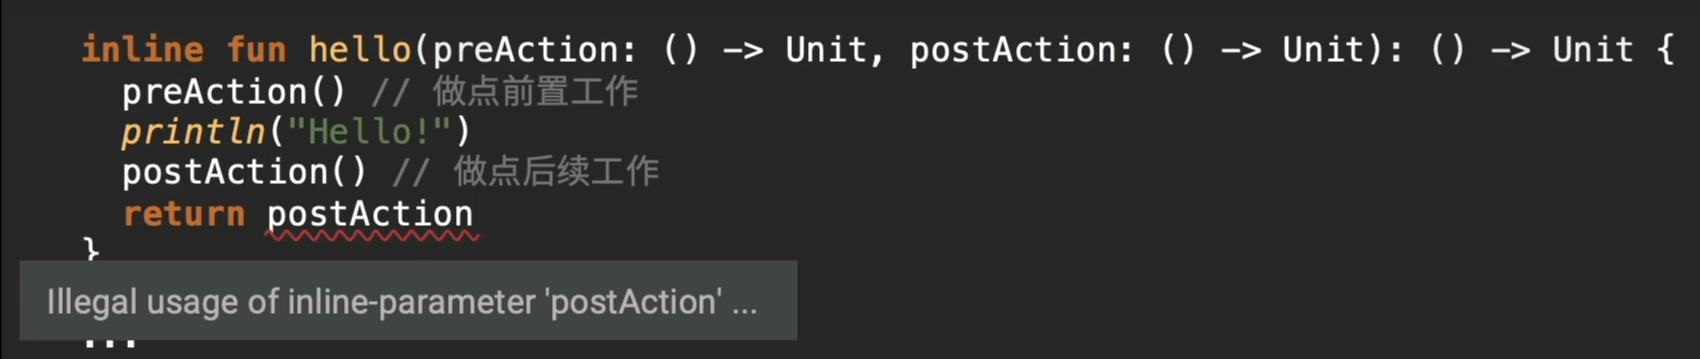 inline fun hello(preAction: () -> Unit, postAction: () -> Unit): () -> Unit {
preAction() // 做点前置工作
println("Hello!")
postAction() // 做点后续工作
return postAction
}
Illegal usage of inline-parameter 'postAction' ...
...